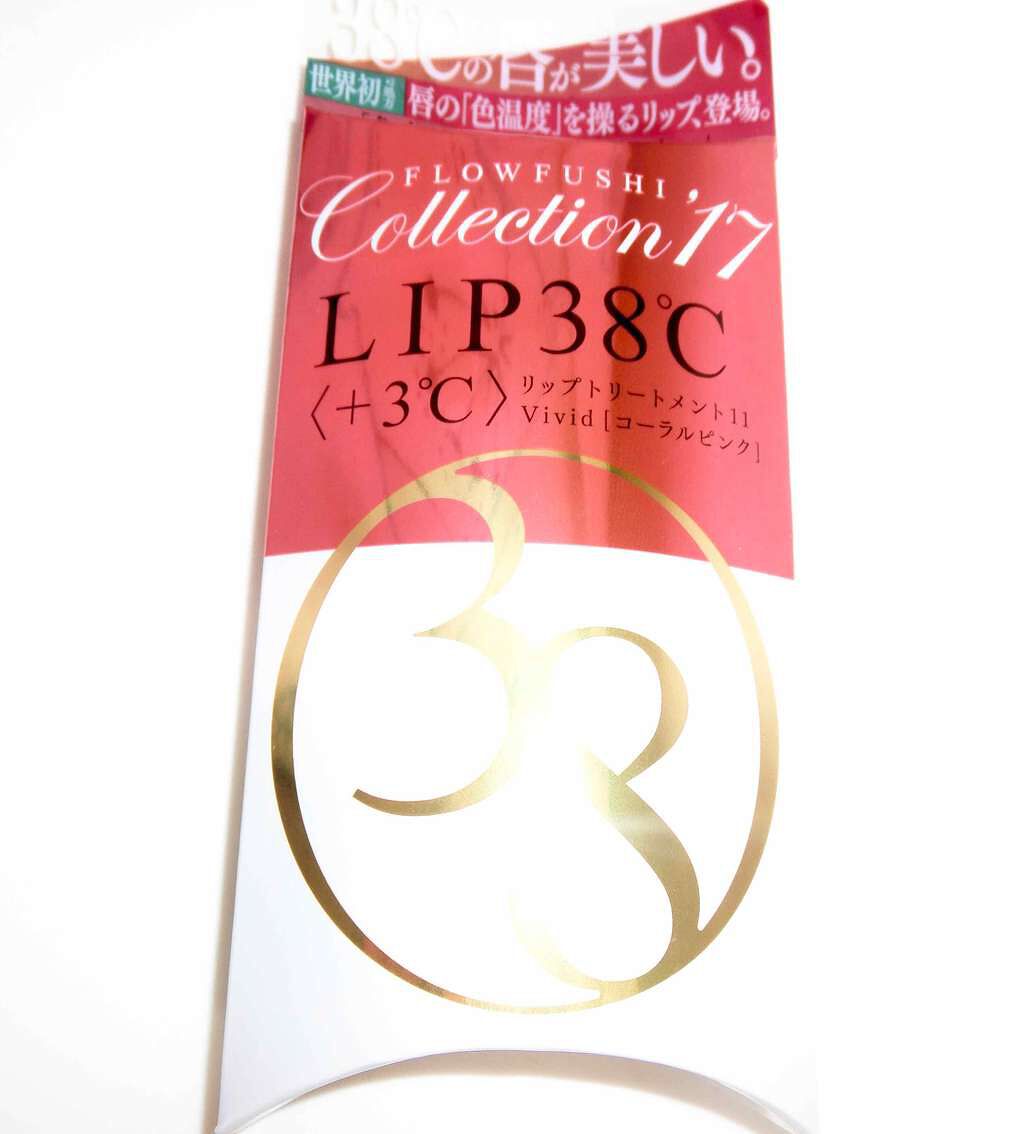 38℃の唇が美しい。
世界初※処方
唇の「色温度」を操るリップ、登場。
FLOWFUSHI
Collection '17
LIP38℃
〈+3℃〉
リップトリートメント11
Vivid [コーラルピンク]
38